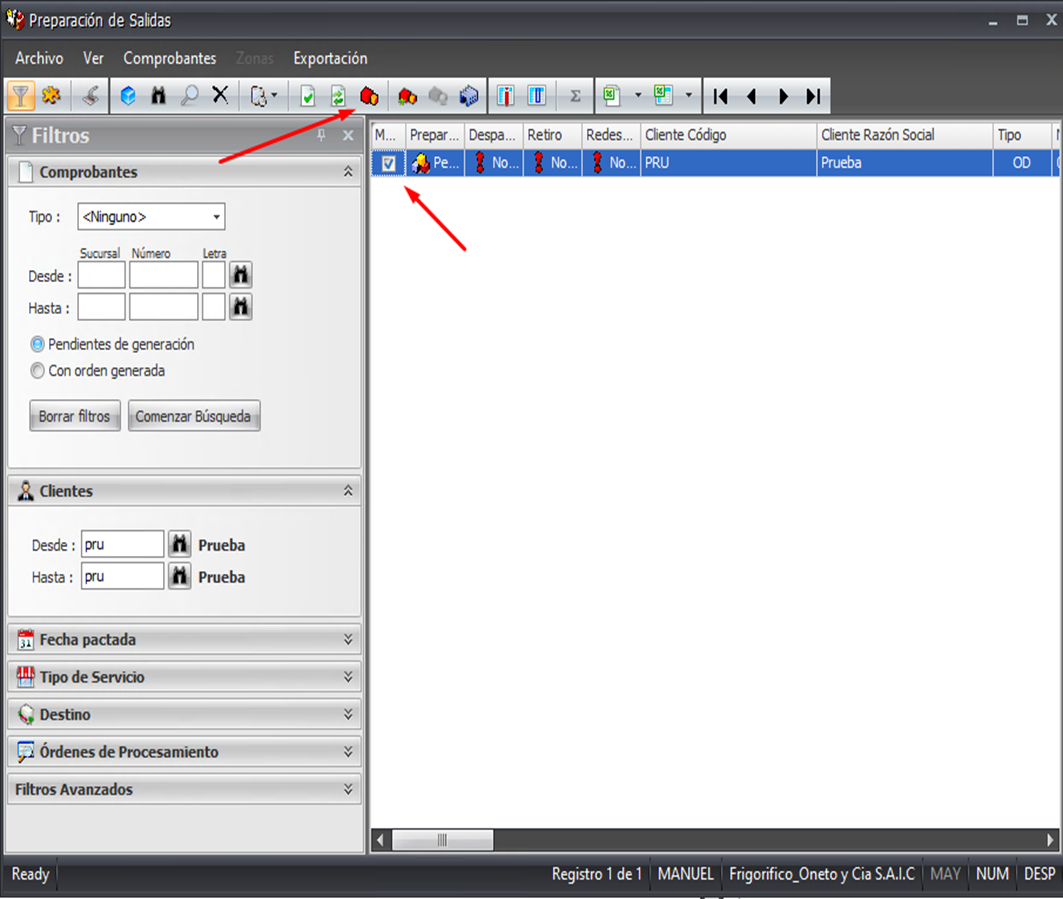 Preparación de Salidas
Archivo Ver Comprobantes Zonas Exportación
Filtros
Comprobantes
Tipo : <Ninguno>
Sucursal Número Letra
Desde :
Hasta :
Pendientes de generación
Con orden generada
Borrar filtros Comenzar Búsqueda
Clientes
Desde : pru Prueba
Hasta : pru Prueba
Fecha pactada
31
Tipo de Servicio
Destino
Órdenes de Procesamiento
Filtros Avanzados
M... Prepar... Despa... Retiro Redes... Cliente Código Cliente Razón Social Tipo
Pe... No... No... No... PRU Prueba OD
Ready Registro 1 de 1 MANUEL Frigorifico_Oneto y Cia S.A.I.C MAY NUM DESP